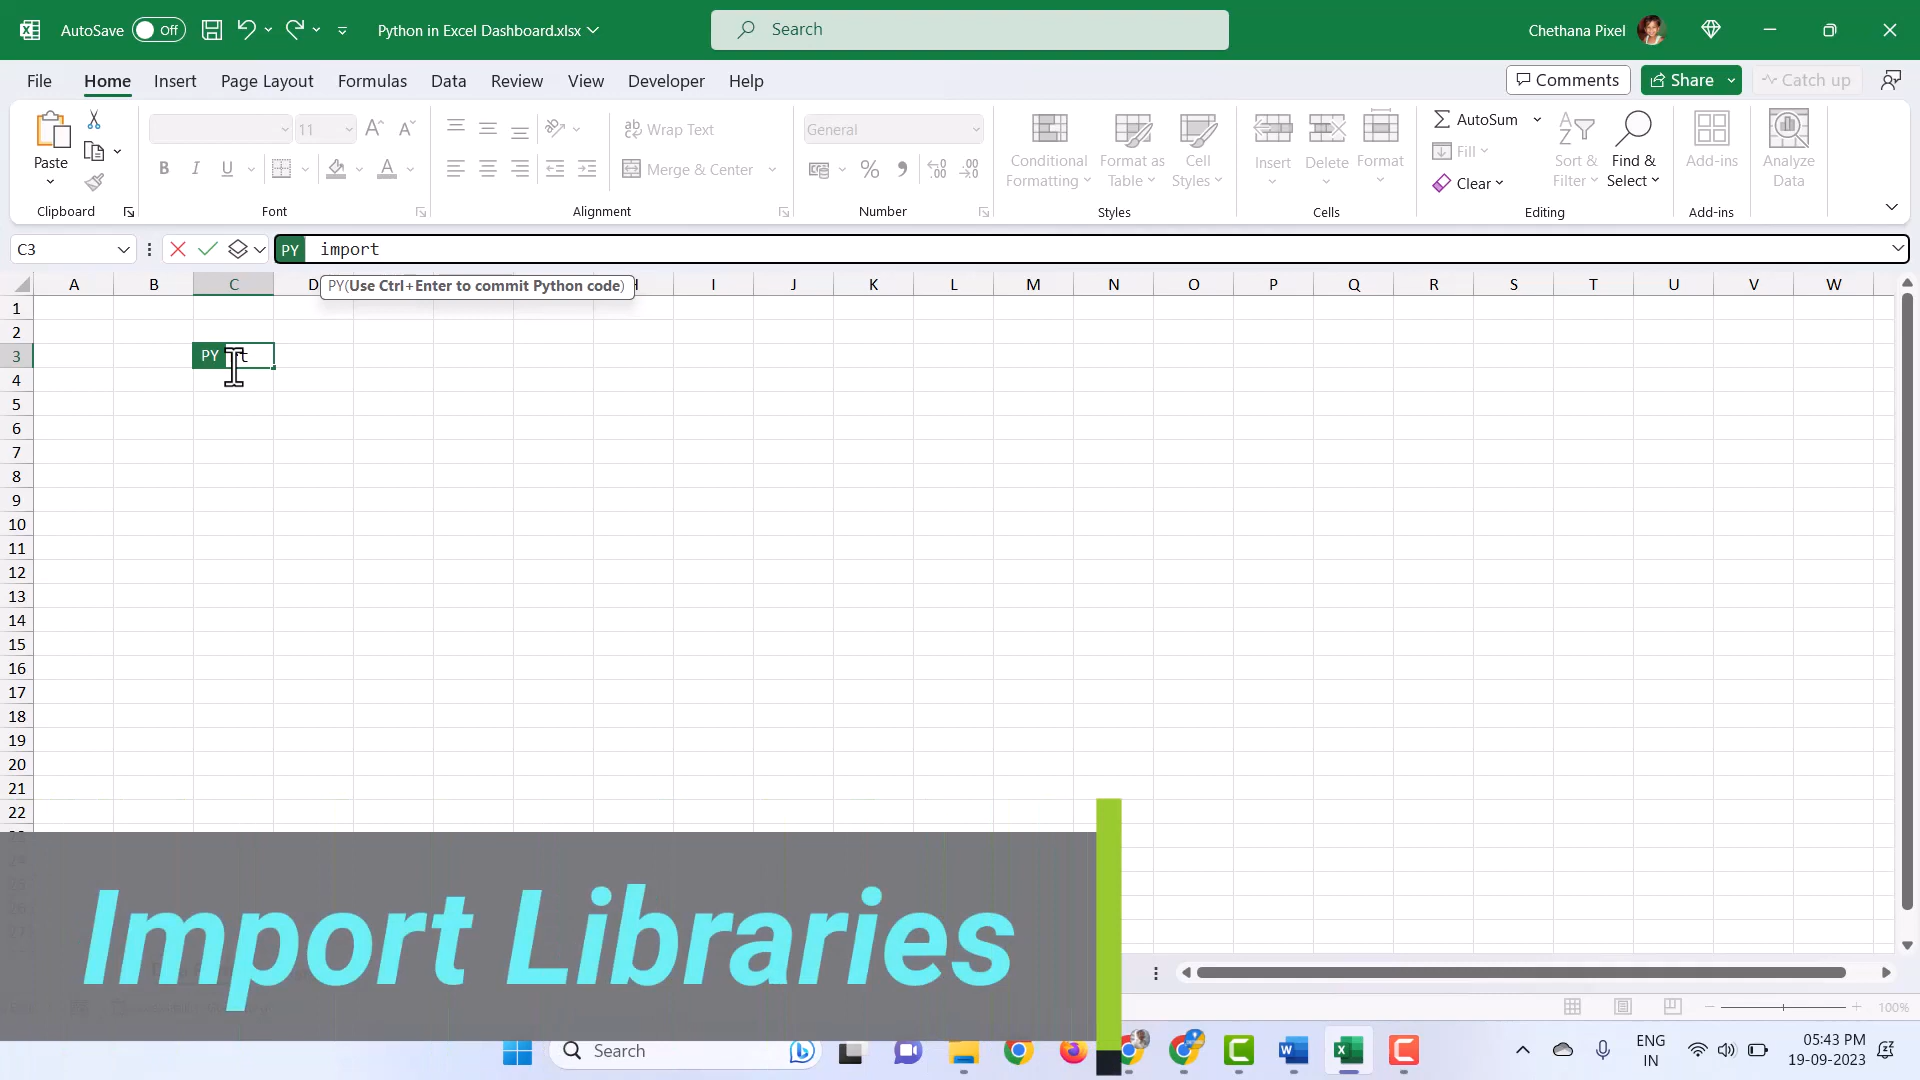 AutoSave Off Python in Excel Dashboard.xlsx Search Chethana Pixel
File Home Insert Page Layout Formulas Data Review View Developer Help Comments Share Catch up
Paste
11
B I U
ab Wrap Text
Merge & Center
General
% .00
Conditional Formatting
Format as Table
Cell Styles
Insert Delete Format
AutoSum
Fill
Clear
Sort & Filter
Find & Select
Add-ins
Analyze Data
Clipboard Font Alignment Number Styles Cells Editing Add-ins
C3 PY import
PY(Use Ctrl+Enter to commit Python code)
A B C D H I J K L M N O P Q R S T U V W
1
2
3 PY t
4
5
6
7
8
9
10
11
12
13
14
15
16
17
18
19
20
21
22
Import Libraries
100%
Search
ENG IN
05:43 PM
19-09-2023